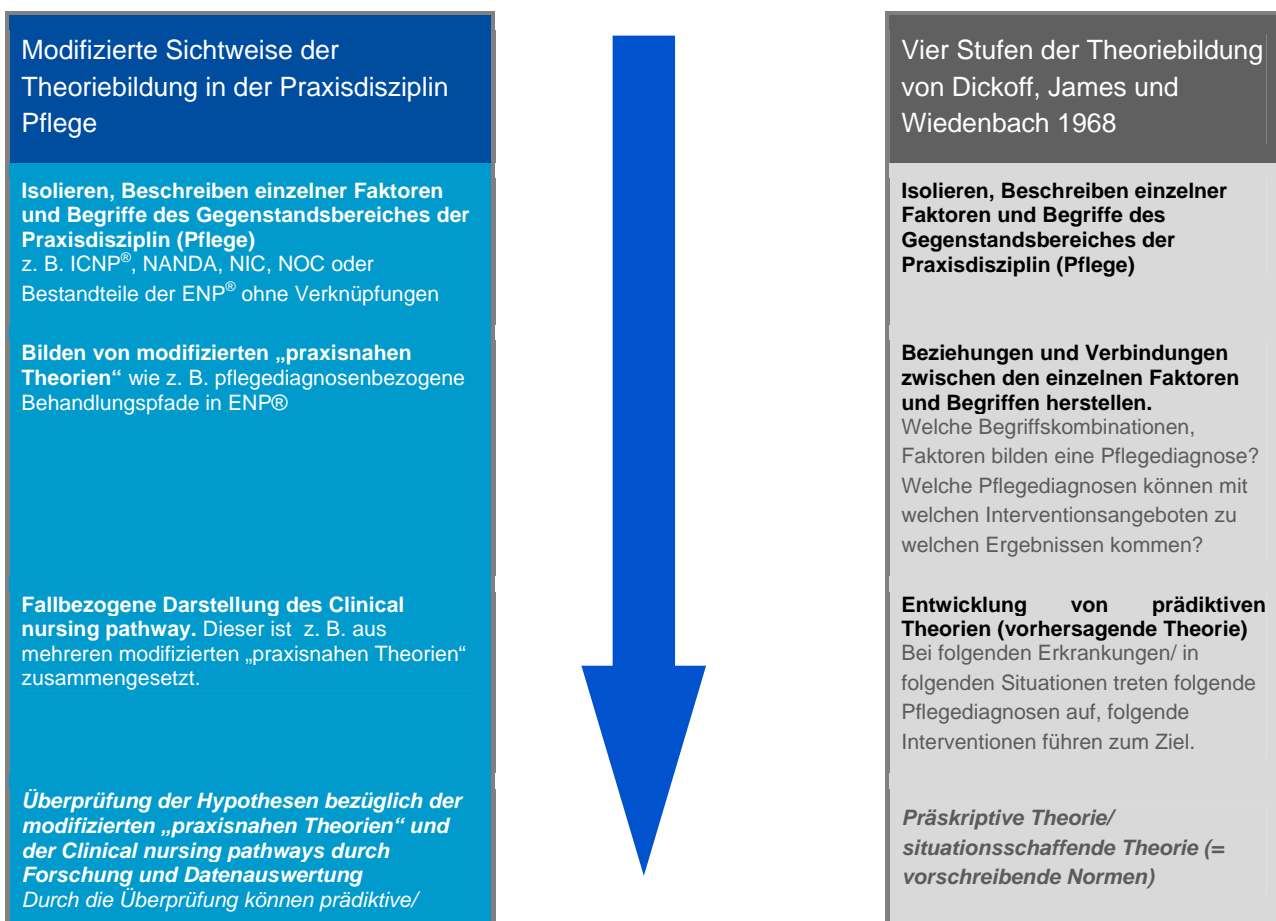 Modifizierte Sichtweise der
Theoriebildung in der Praxisdisziplin
Pflege
Isolieren, Beschreiben einzelner Faktoren
und Begriffe des Gegenstandsbereiches der
Praxisdisziplin (Pflege)
z. B. ICNP®, NANDA, NIC, NOC oder
Bestandteile der ENP® ohne Verknüpfungen
Bilden von modifizierten „praxisnahen
Theorien“ wie z. B. pflegediagnosenbezogene
Behandlungspfade in ENP®
Fallbezogene Darstellung des Clinical
nursing pathway. Dieser ist z. B. aus
mehreren modifizierten „praxisnahen Theorien“
zusammengesetzt.
Überprüfung der Hypothesen bezüglich der
modifizierten „praxisnahen Theorien“ und
der Clinical nursing pathways durch
Forschung und Datenauswertung
Durch die Überprüfung können prädiktive/
Vier Stufen der Theoriebildung
von Dickoff, James und
Wiedenbach 1968
Isolieren, Beschreiben einzelner
Faktoren und Begriffe des
Gegenstandsbereiches der
Praxisdisziplin (Pflege)
Beziehungen und Verbindungen
zwischen den einzelnen Faktoren
und Begriffen herstellen.
Welche Begriffskombinationen,
Faktoren bilden eine Pflegediagnose?
Welche Pflegediagnosen können mit
welchen Interventionsangeboten zu
welchen Ergebnissen kommen?
Entwicklung von prädiktiven
Theorien (vorhersagende Theorie)
Bei folgenden Erkrankungen/ in
folgenden Situationen treten folgende
Pflegediagnosen auf, folgende
Interventionen führen zum Ziel.
Präskriptive Theorie/
situationsschaffende Theorie (=
vorschreibende Normen)